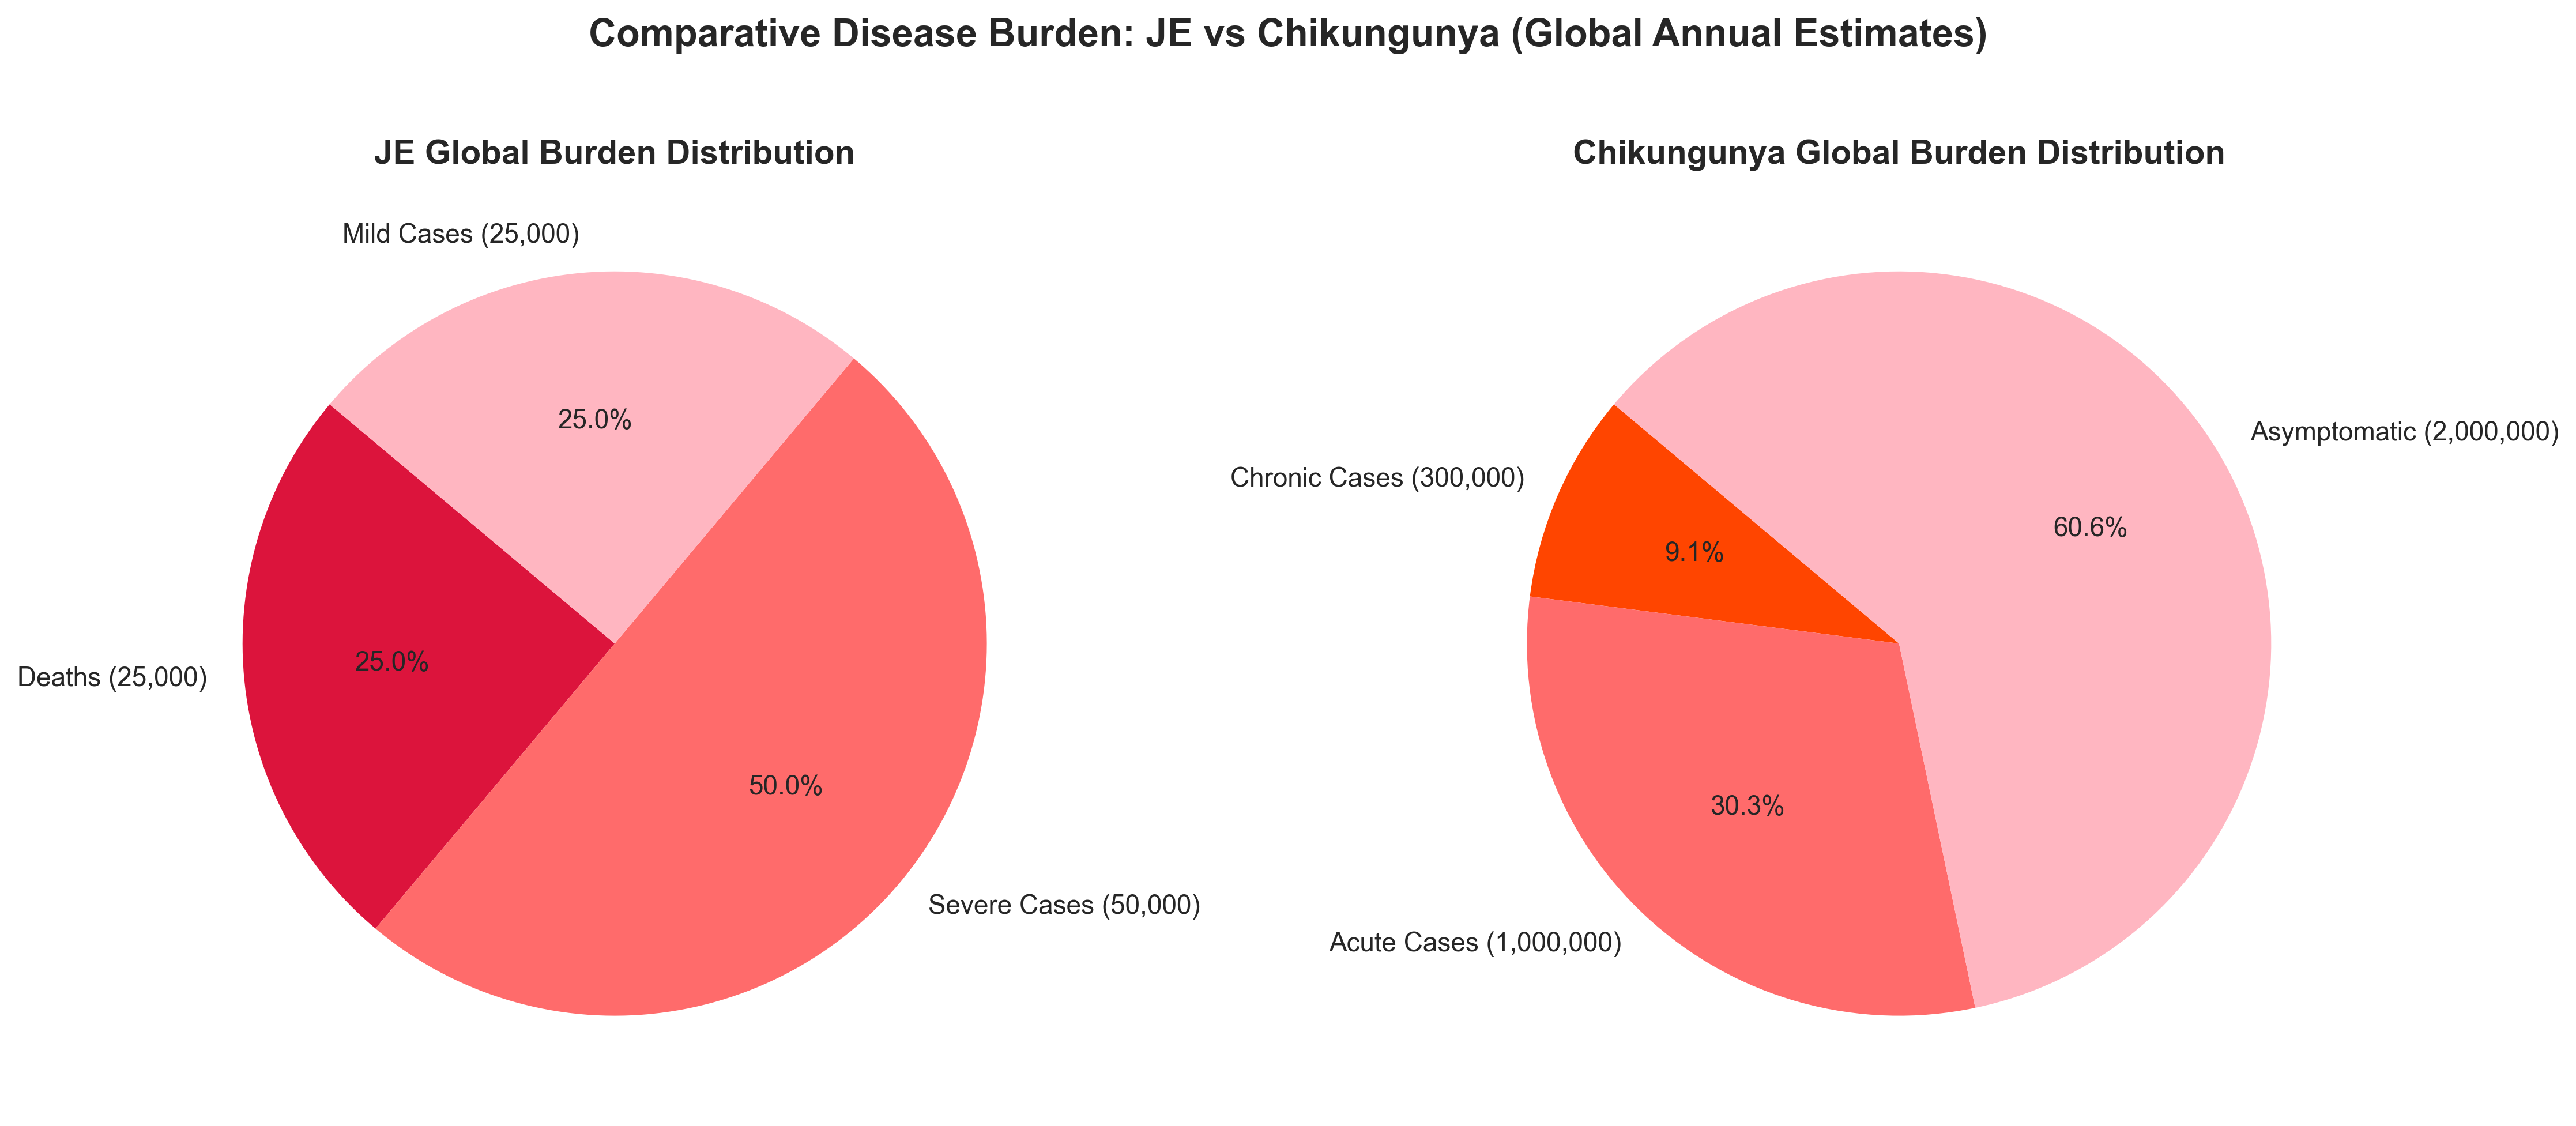 Comparative Disease Burden: JE vs Chikungunya (Global Annual Estimates)
JE Global Burden Distribution
Mild Cases (25,000)
25.0%
Deaths (25,000)
25.0%
50.0%
Severe Cases (50,000)
Chikungunya Global Burden Distribution
Asymptomatic (2,000,000)
Chronic Cases (300,000)
60.6%
9.1%
30.3%
Acute Cases (1,000,000)